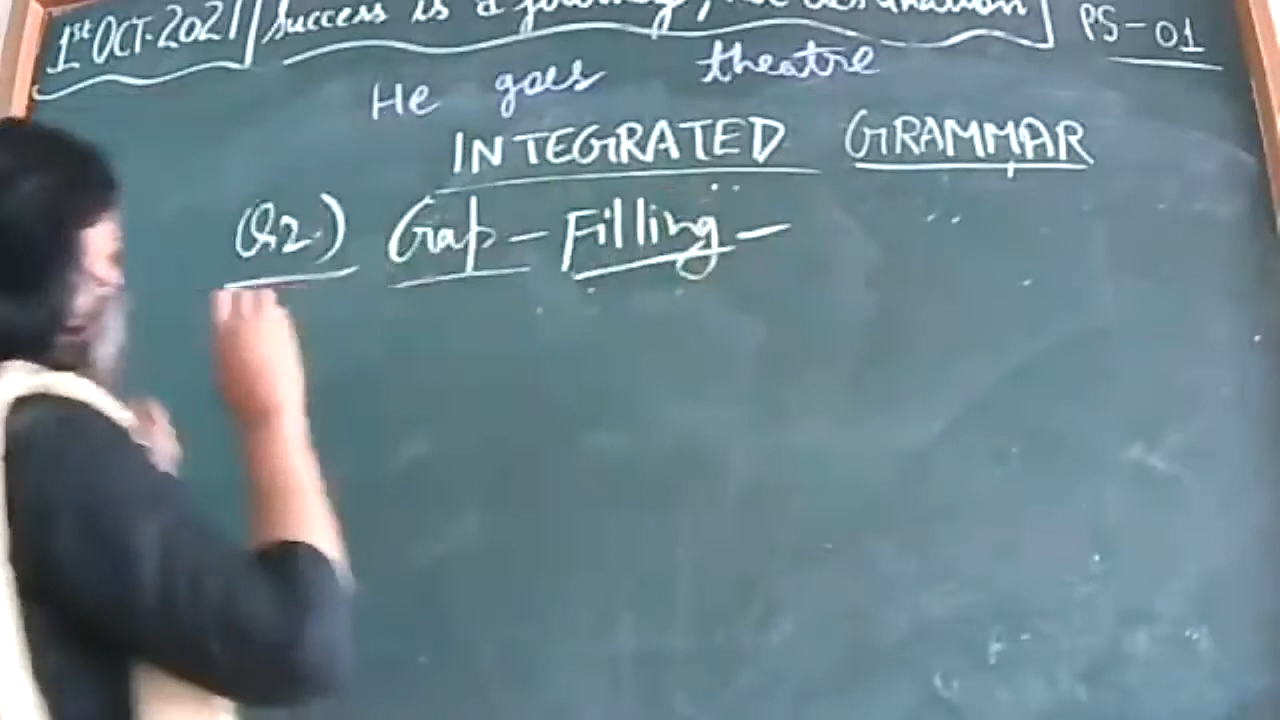 1st OCT. 2021 Success is a journey, not destination PS-01
He goes theatre
INTEGRATED GRAMMAR
Q2.) Gap-Filling-